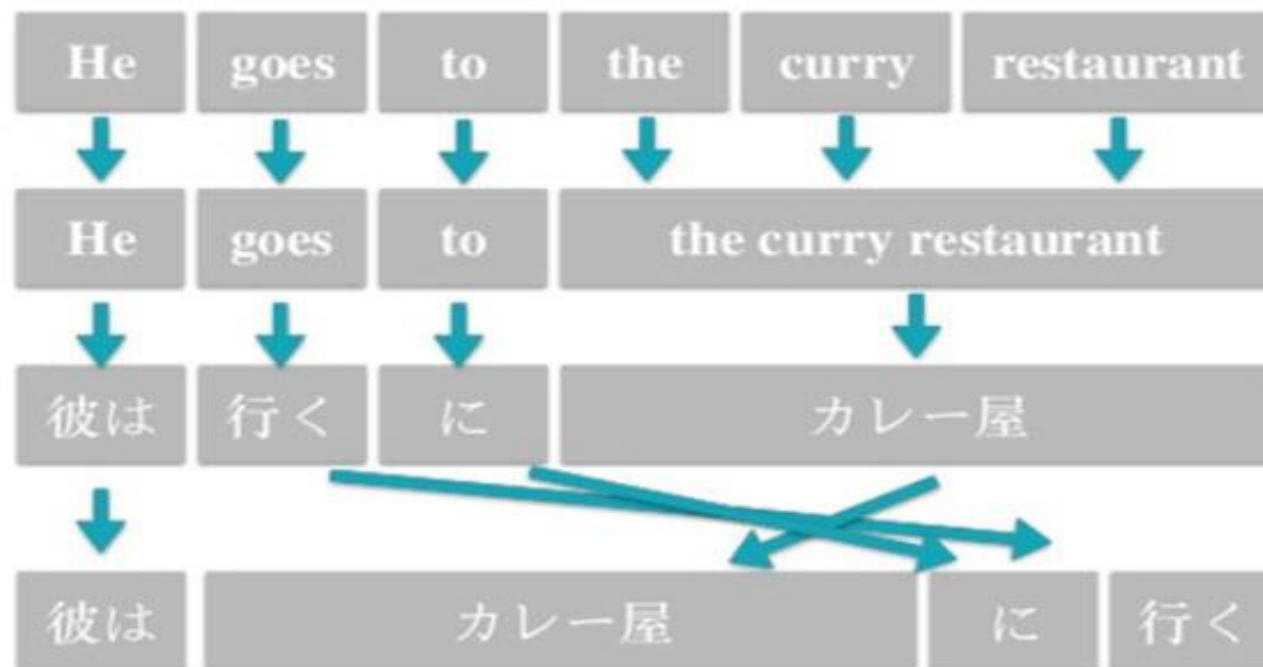 He goes to the curry restaurant
He goes to the curry restaurant
彼は 行く に カレー屋
彼は カレー屋 に 行く